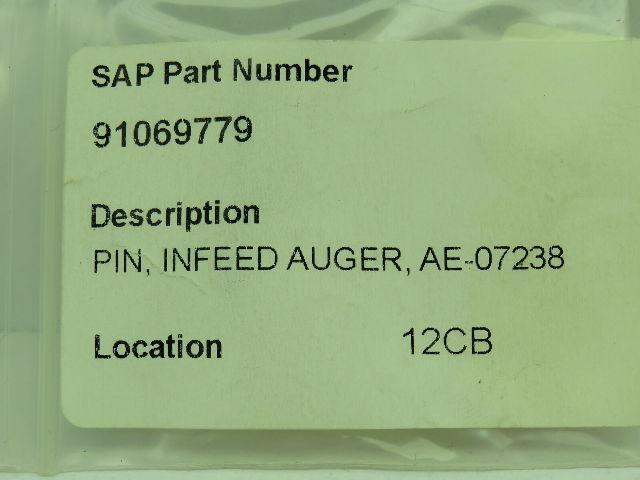 SAP Part Number
91069779
Description
PIN, INFEED AUGER, AE-07238
Location 12CB